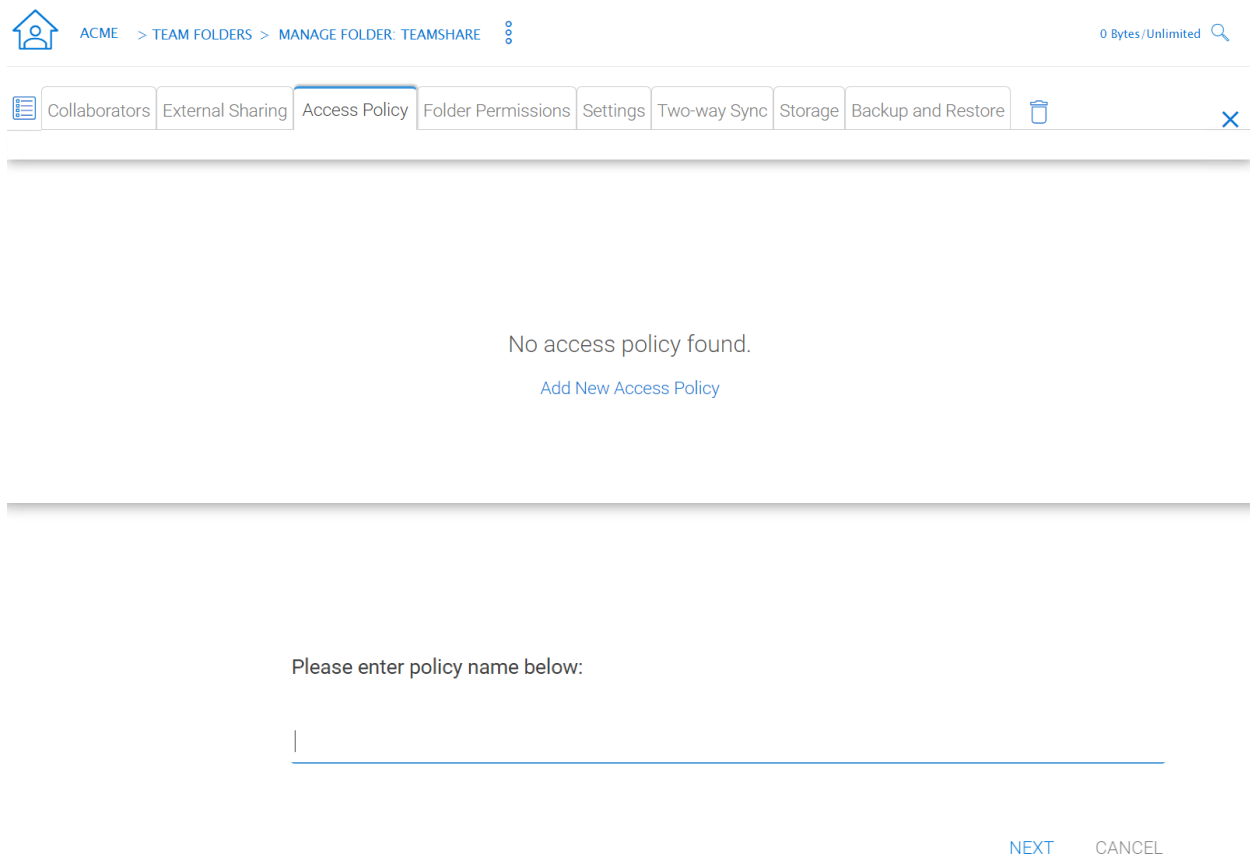 ACME > TEAM FOLDERS > MANAGE FOLDER: TEAMSHARE 0 Bytes/Unlimited
Collaborators External Sharing Access Policy Folder Permissions Settings Two-way Sync Storage Backup and Restore
No access policy found.
Add New Access Policy
Please enter policy name below:
NEXT CANCEL